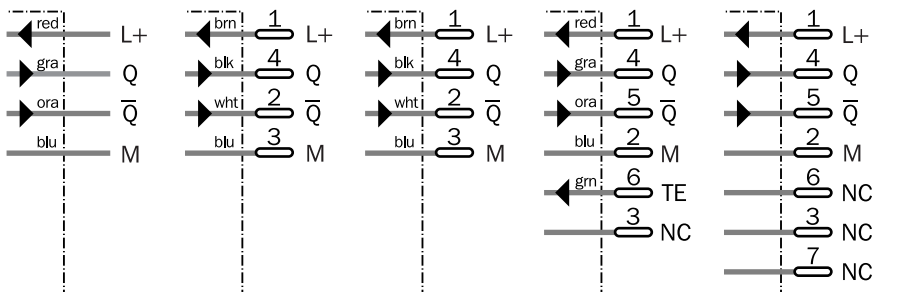 red L+
gra Q
ora Q̅
blu M
brn 1 L+
blk 4 Q
wht 2 Q̅
blu 3 M
brn 1 L+
blk 4 Q
wht 2 Q̅
blu 3 M
red 1 L+
gra 4 Q
ora 5 Q̅
blu 2 M
grn 6 TE
3 NC
1 L+
4 Q
5 Q̅
2 M
6 NC
3 NC
7 NC